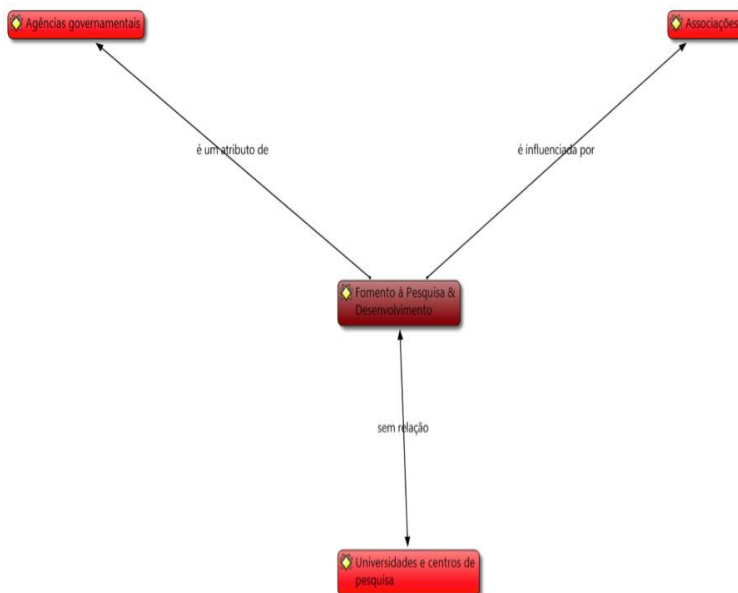 Agências governamentais
Associações
é um atributo de
é influenciada por
Fomento à Pesquisa &
Desenvolvimento
sem relação
Universidades e centros de
pesquisa